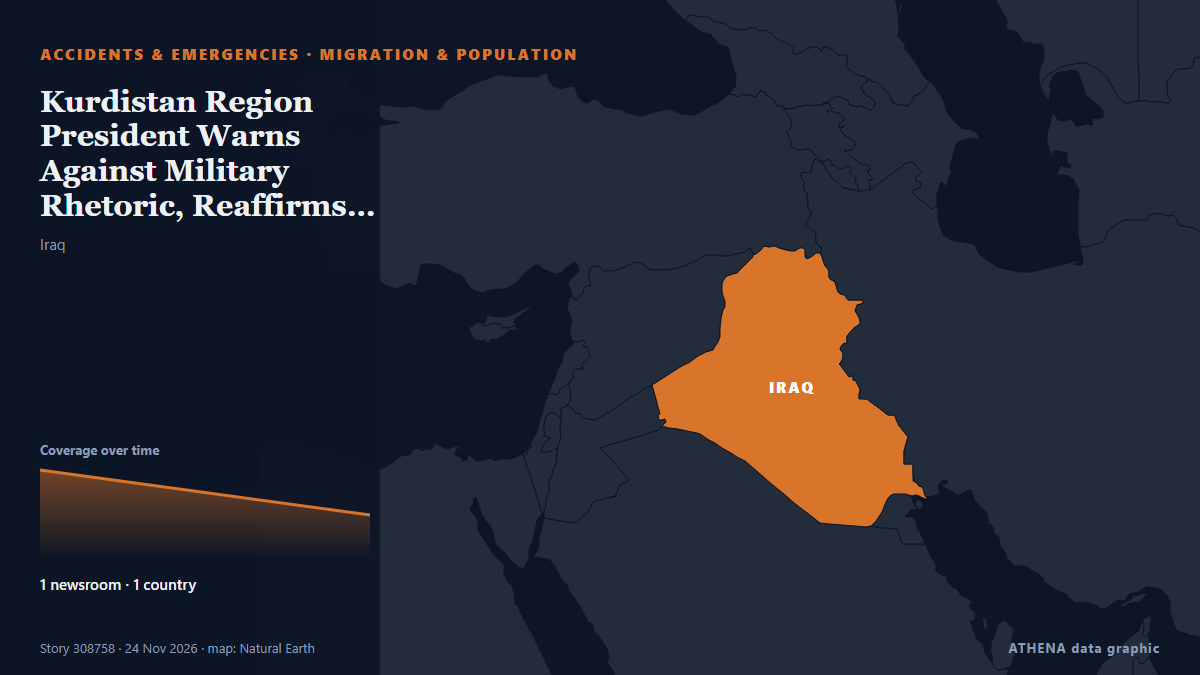 ACCIDENTS & EMERGENCIES · MIGRATION & POPULATION
Kurdistan Region
President Warns
Against Military
Rhetoric, Reaffirms...
Iraq
IRAQ
Coverage over time
1 newsroom · 1 country
Story 308758 · 24 Nov 2026 · map: Natural Earth
ATHENA data graphic